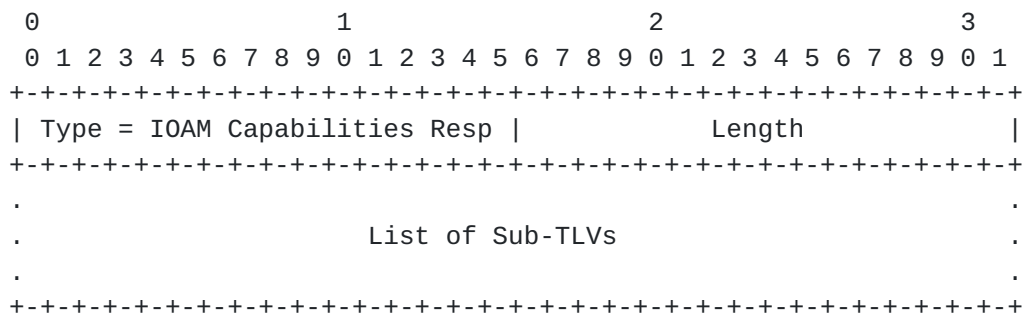 0                   1                   2                   3
 0 1 2 3 4 5 6 7 8 9 0 1 2 3 4 5 6 7 8 9 0 1 2 3 4 5 6 7 8 9 0 1
+-+-+-+-+-+-+-+-+-+-+-+-+-+-+-+-+-+-+-+-+-+-+-+-+-+-+-+-+-+-+-+-+
| Type = IOAM Capabilities Resp |            Length             |
+-+-+-+-+-+-+-+-+-+-+-+-+-+-+-+-+-+-+-+-+-+-+-+-+-+-+-+-+-+-+-+-+
.                                                               .
.                      List of Sub-TLVs                         .
.                                                               .
+-+-+-+-+-+-+-+-+-+-+-+-+-+-+-+-+-+-+-+-+-+-+-+-+-+-+-+-+-+-+-+-+